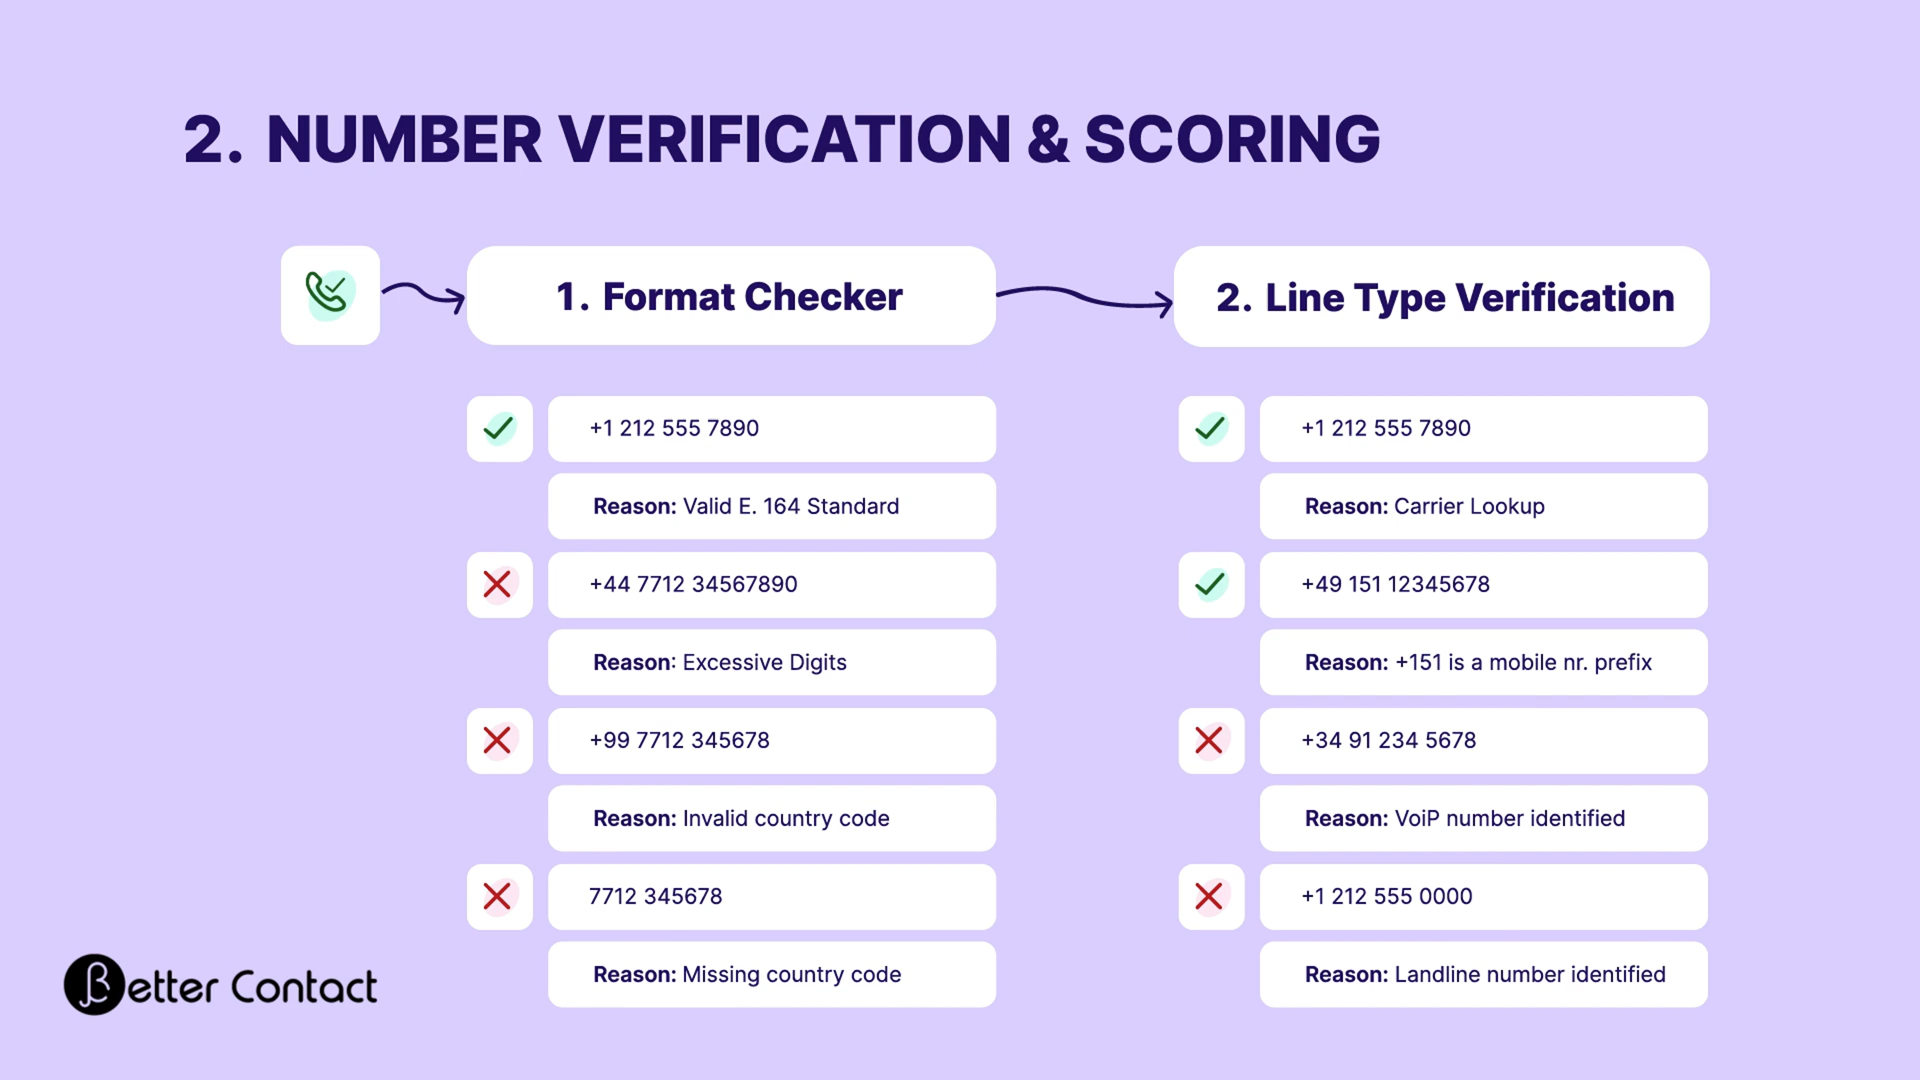 2. NUMBER VERIFICATION & SCORING
1. Format Checker
+1 212 555 7890
Reason: Valid E. 164 Standard
+44 7712 34567890
Reason: Excessive Digits
+99 7712 345678
Reason: Invalid country code
7712 345678
Reason: Missing country code
2. Line Type Verification
+1 212 555 7890
Reason: Carrier Lookup
+49 151 12345678
Reason: +151 is a mobile nr. prefix
+34 91 234 5678
Reason: VoiP number identified
+1 212 555 0000
Reason: Landline number identified
Better Contact